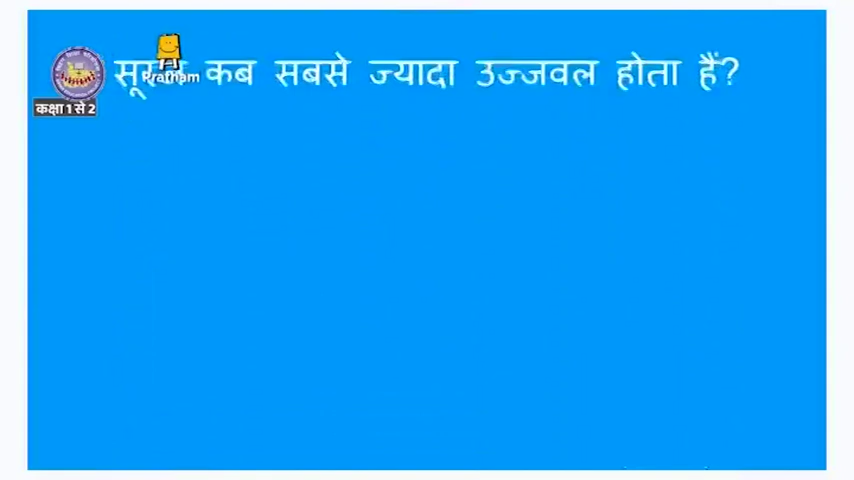 कब सबसे ज्यादा उज्जवल होता हैं?
Pratham
कक्षा 1 से 2